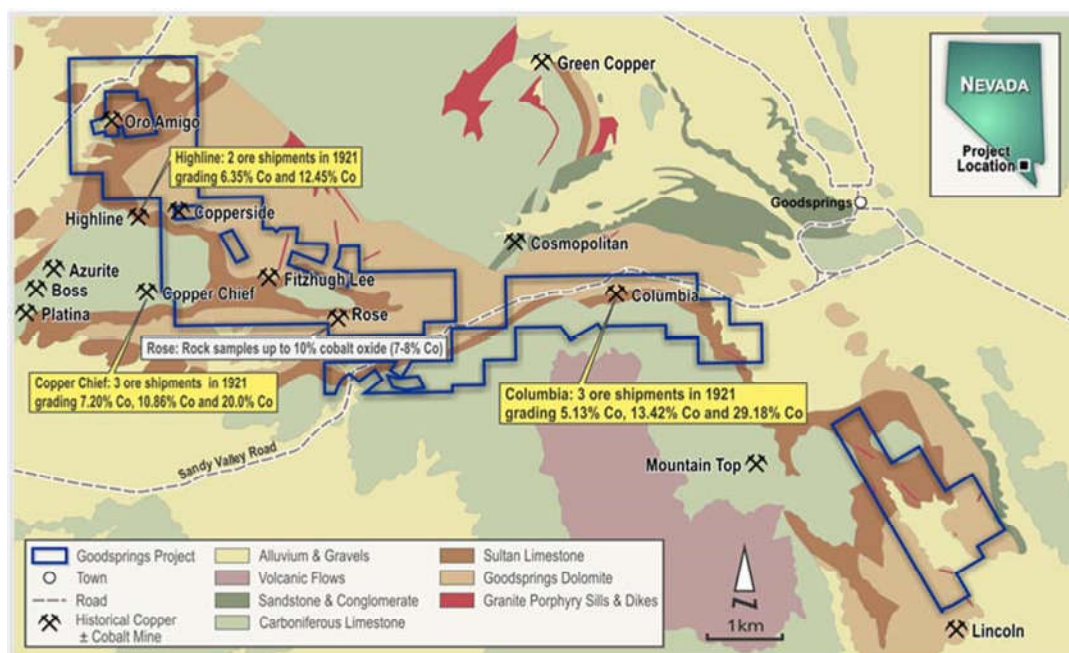 Green Copper
NEVADA
Project
Location
Oro Amigo
Highline: 2 ore shipments in 1921
grading 6.35% Co and 12.45% Co
Goodsprings
Highline
Copperside
Cosmopolitan
Azurite
Boss
Platina
Copper Chief
Fitzhugh Lee
Columbia
Rose
Rose: Rock samples up to 10% cobalt oxide (7-8% Co)
Copper Chief: 3 ore shipments in 1921
grading 7.20% Co, 10.86% Co and 20.0% Co
Columbia: 3 ore shipments in 1921
grading 5.13% Co, 13.42% Co and 29.18% Co
Sandy Valley Road
Mountain Top
Goodsprings Project
Town
Road
Historical Copper
± Cobalt Mine
Alluvium & Gravels
Volcanic Flows
Sandstone & Conglomerate
Carboniferous Limestone
Sultan Limestone
Goodsprings Dolomite
Granite Porphyry Sills & Dikes
N
1km
Lincoln